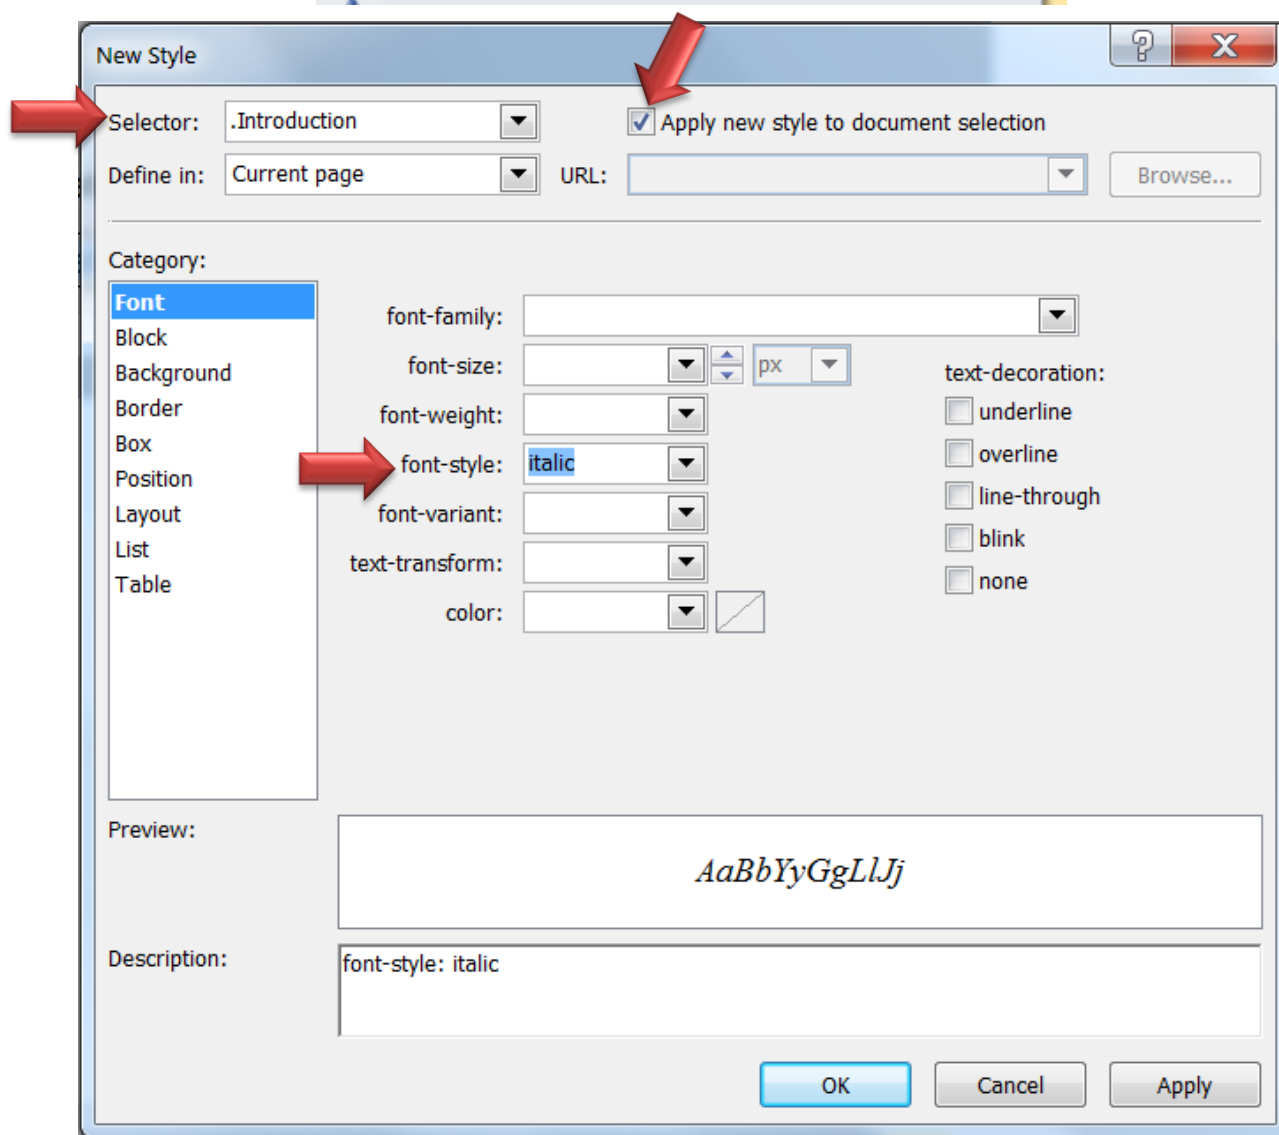 New Style
Selector: .Introduction Apply new style to document selection
Define in: Current page URL: Browse...
Category:
Font
Block
Background
Border
Box
Position
Layout
List
Table
font-family:
font-size: px
font-weight:
font-style: italic
font-variant:
text-transform:
color:
text-decoration:
underline
overline
line-through
blink
none
Preview:
AaBbYyGgLlJj
Description:
font-style: italic
OK Cancel Apply